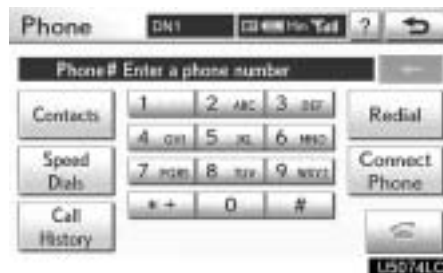 Phone DN1 ?
Phone# Enter a phone number
Contacts 1 2 ABC 3 DEF Redial
4 GHI 5 JKL 6 MNO
Speed Dials 7 PQRS 8 TUV 9 WXYZ Connect Phone
* + 0 #
Call History
U5074LC